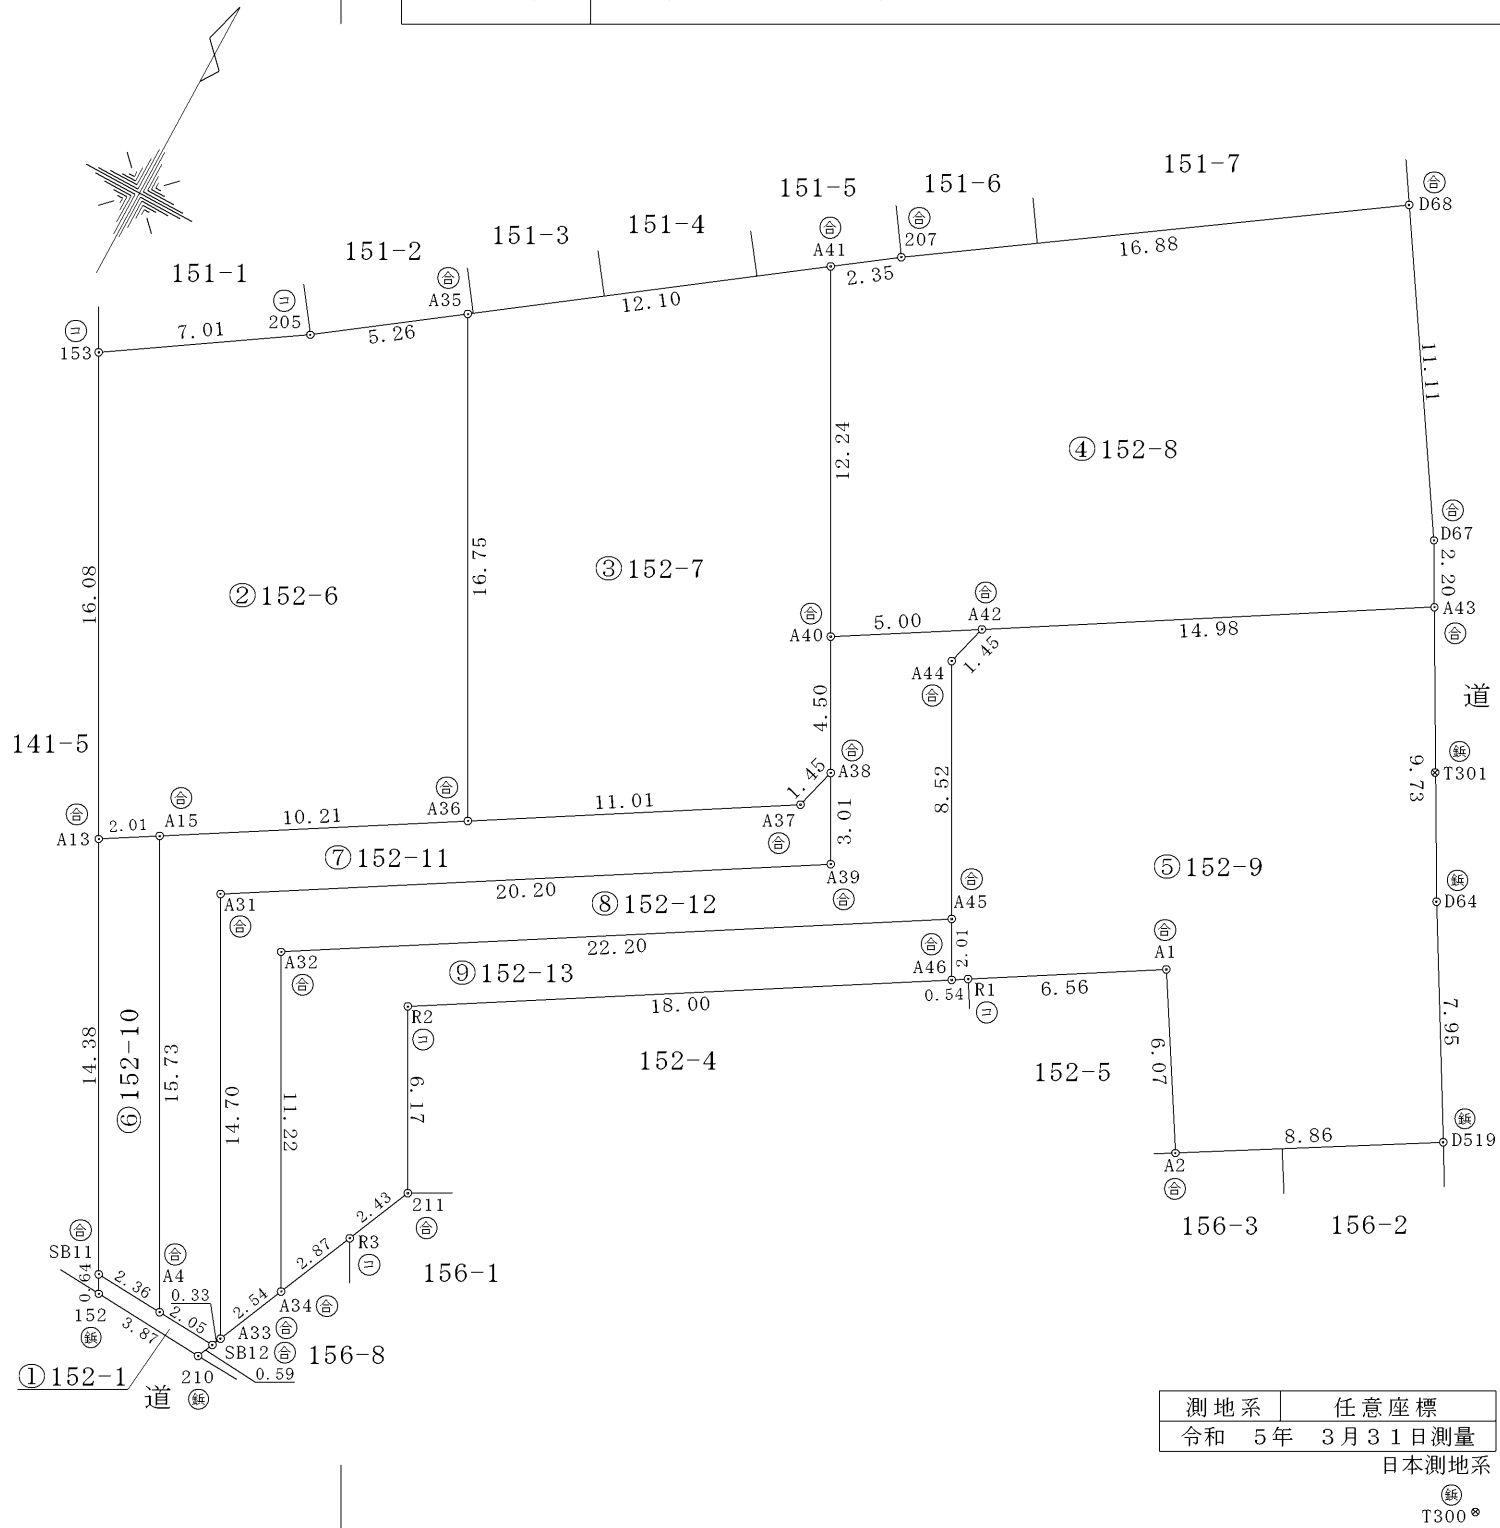 151-7
合
D68
151-6
151-5
合
207
合
A41
151-4
151-3
151-2
合
A35
151-1
コ
205
コ
153
7.01
5.26
12.10
2.35
16.88
11.11
12.24
④152-8
合
D67
2.20
16.08
②152-6
16.75
③152-7
合
A40
5.00
合
A42
14.98
A43
合
A44
合
1.45
道
4.50
141-5
合
A38
1.45
鋲
T301
9.73
8.52
合
A13
2.01
合
A15
10.21
合
A36
11.01
A37
合
3.01
⑦152-11
A39
合
⑤152-9
鋲
D64
A31
合
20.20
⑧152-12
合
A45
22.20
合
A46
2.01
合
A1
A32
合
⑨152-13
18.00
0.54
R1
コ
6.56
R2
コ
152-4
152-5
6.07
7.95
14.38
⑥152-10
15.73
14.70
11.22
6.17
8.86
鋲
D519
A2
合
156-3
156-2
2.43
211
合
合
SB11
合
A4
2.87
R3
コ
156-1
0.64
2.36
0.33
2.54
A34合
152
鋲
3.87
2.05
A33合
SB12合
156-8
0.59
①152-1
道
210
鋲
測地系 任意座標
令和 5年 3月31日測量
日本測地系
鋲
T300